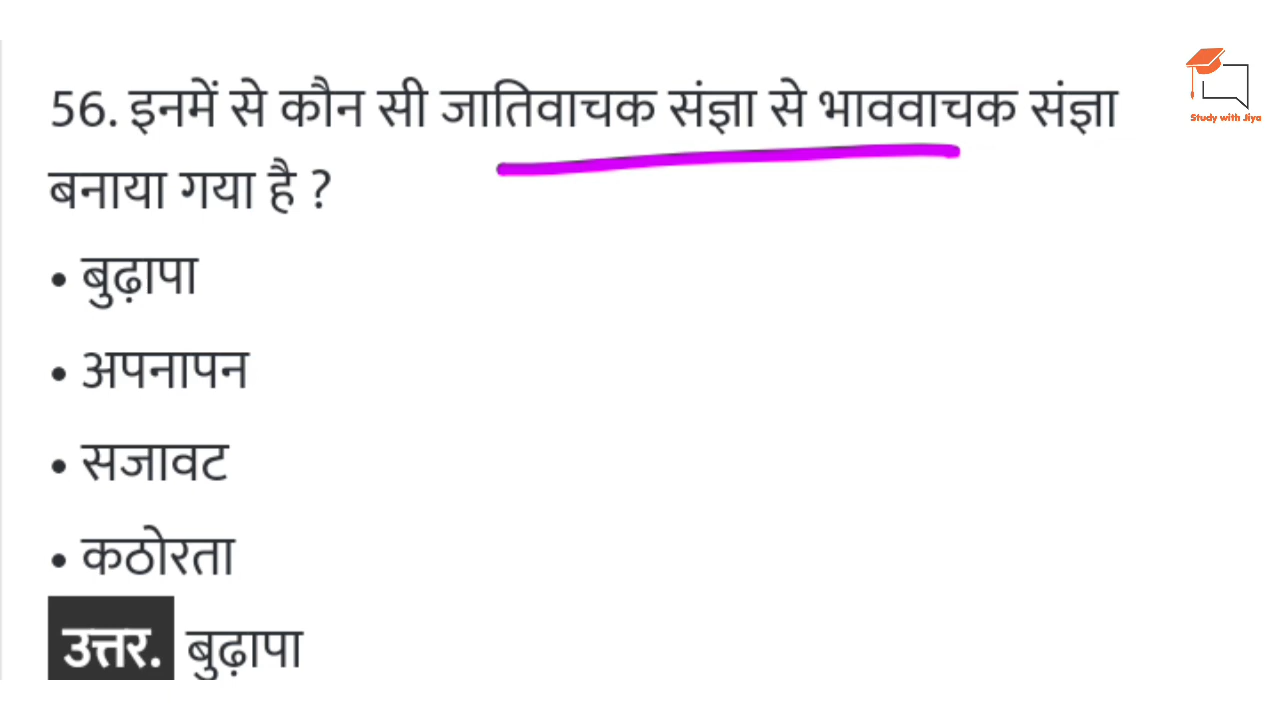 56. इनमें से कौन सी जातिवाचक संज्ञा से भाववाचक संज्ञा
बनाया गया है ?
• बुढ़ापा
• अपनापन
• सजावट
• कठोरता
उत्तर. बुढ़ापा
Study with Jiya